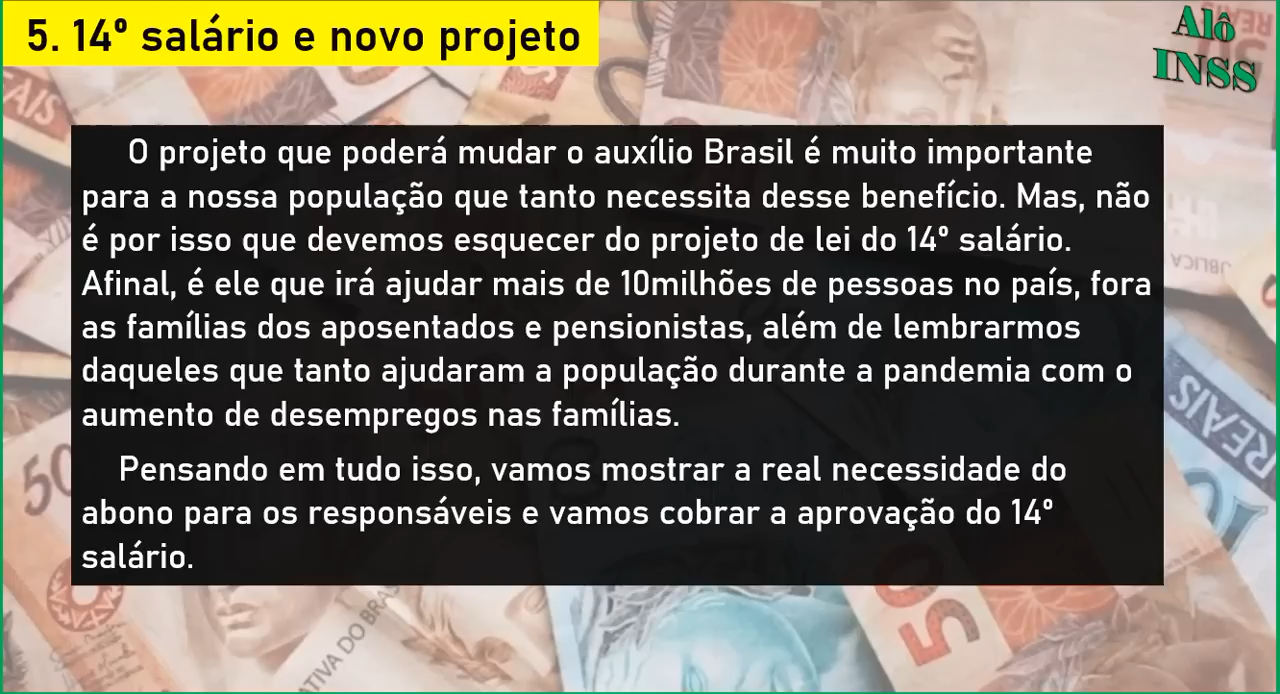 5. 14º salário e novo projeto
Alô
INSS
O projeto que poderá mudar o auxílio Brasil é muito importante
para a nossa população que tanto necessita desse benefício. Mas, não
é por isso que devemos esquecer do projeto de lei do 14º salário.
Afinal, é ele que irá ajudar mais de 10milhões de pessoas no país, fora
as famílias dos aposentados e pensionistas, além de lembrarmos
daqueles que tanto ajudaram a população durante a pandemia com o
aumento de desempregos nas famílias.
Pensando em tudo isso, vamos mostrar a real necessidade do
abono para os responsáveis e vamos cobrar a aprovação do 14º
salário.
REAIS
50
50
REAIS